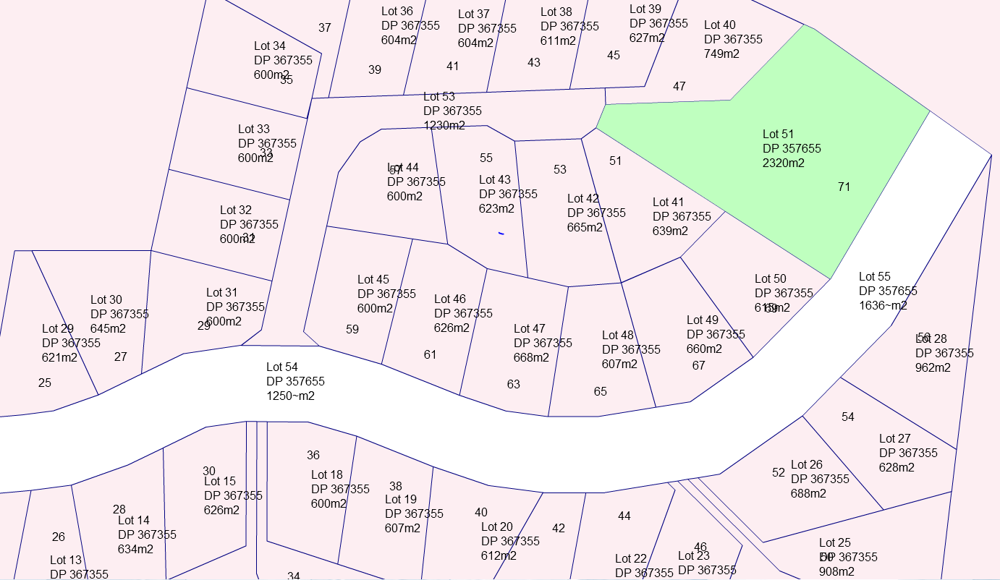 37
Lot 36
DP 367355
604m2
39
Lot 37
DP 367355
604m2
41
Lot 38
DP 367355
611m2
43
Lot 39
DP 367355
627m2
45
Lot 40
DP 367355
749m2
47
Lot 34
DP 367355
600m2
35
Lot 53
DP 367355
1230m2
Lot 33
DP 367355
600m2
33
Lot 51
DP 357655
2320m2
71
55
53
51
Lot 44
DP 367355
600m2
57
Lot 43
DP 367355
623m2
Lot 42
DP 367355
665m2
Lot 41
DP 367355
639m2
Lot 32
DP 367355
600m2
31
Lot 31
DP 367355
600m2
29
Lot 30
DP 367355
645m2
27
Lot 29
DP 367355
621m2
25
Lot 45
DP 367355
600m2
59
Lot 46
DP 367355
626m2
61
Lot 47
DP 367355
668m2
63
Lot 48
DP 367355
607m2
65
Lot 49
DP 367355
660m2
67
Lot 50
DP 367355
69
Lot 55
DP 357655
1636~m2
Lot 28
DP 367355
962m2
Lot 54
DP 357655
1250~m2
54
Lot 27
DP 367355
628m2
52
Lot 26
DP 367355
688m2
30
Lot 15
DP 367355
626m2
28
Lot 14
DP 367355
634m2
26
Lot 13
DP 367355
36
Lot 18
DP 367355
600m2
34
38
Lot 19
DP 367355
607m2
40
Lot 20
DP 367355
612m2
42
44
Lot 22
DP 367355
46
Lot 23
DP 367355
Lot 25
DP 367355
908m2
50